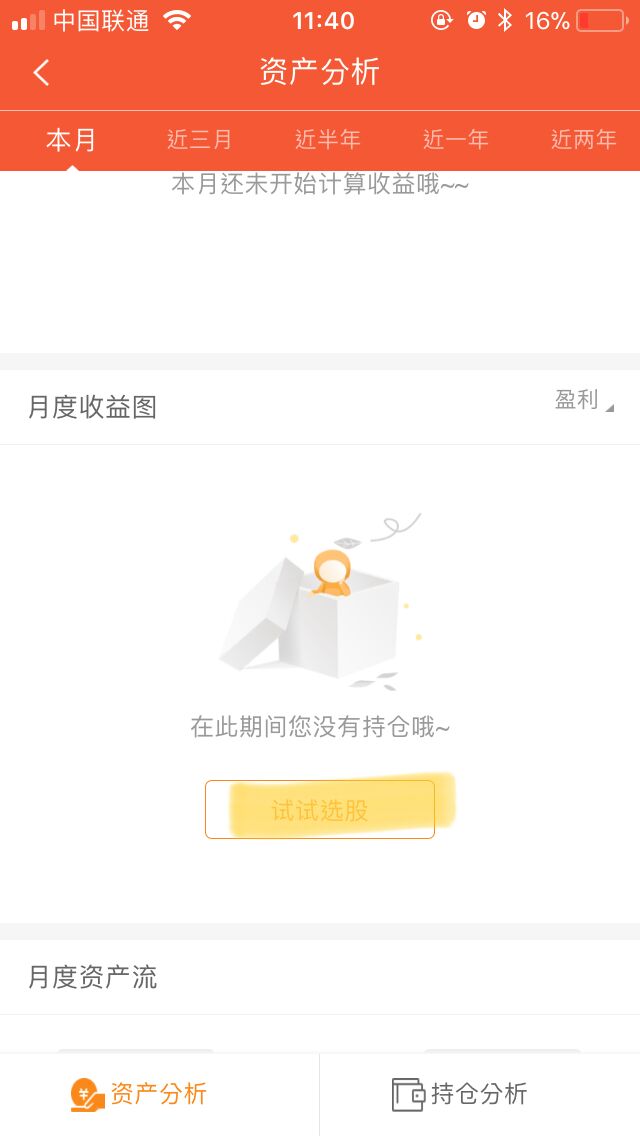 中国联通 11:40 16%
资产分析
本月 近三月 近半年 近一年 近两年
本月还未开始计算收益哦~~
月度收益图 盈利
在此期间您没有持仓哦~
试试选股
月度资产流
¥ 资产分析 持仓分析